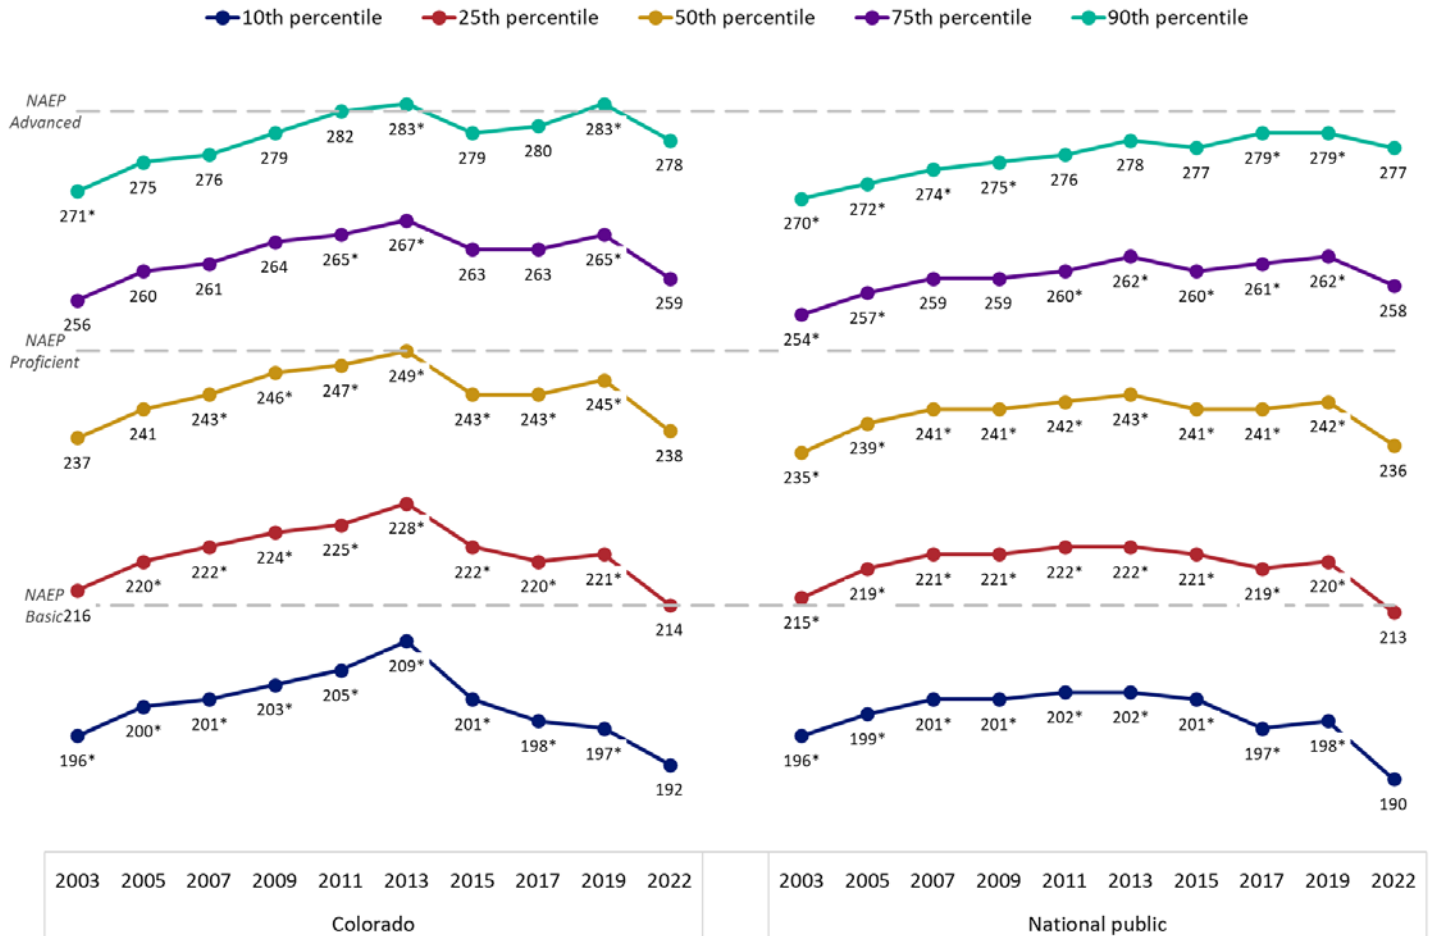 10th percentile 25th percentile 50th percentile 75th percentile 90th percentile
NAEP
Advanced
271* 275 276 279 282 283* 279 280 283* 278
270* 272* 274* 275* 276 278 277 279* 279* 277
256 260 261 264 265* 267* 263 263 265* 259
254* 257* 259 259 260* 262* 260* 261* 262* 258
NAEP
Proficient
237 241 243* 246* 247* 249* 243* 243* 245* 238
235* 239* 241* 241* 242* 243* 241* 241* 242* 236
NAEP
Basic
216 220* 222* 224* 225* 228* 222* 220* 221* 214
215* 219* 221* 221* 222* 222* 221* 219* 220* 213
196* 200* 201* 203* 205* 209* 201* 198* 197* 192
196* 199* 201* 201* 202* 202* 201* 197* 198* 190
2003 2005 2007 2009 2011 2013 2015 2017 2019 2022
2003 2005 2007 2009 2011 2013 2015 2017 2019 2022
Colorado
National public